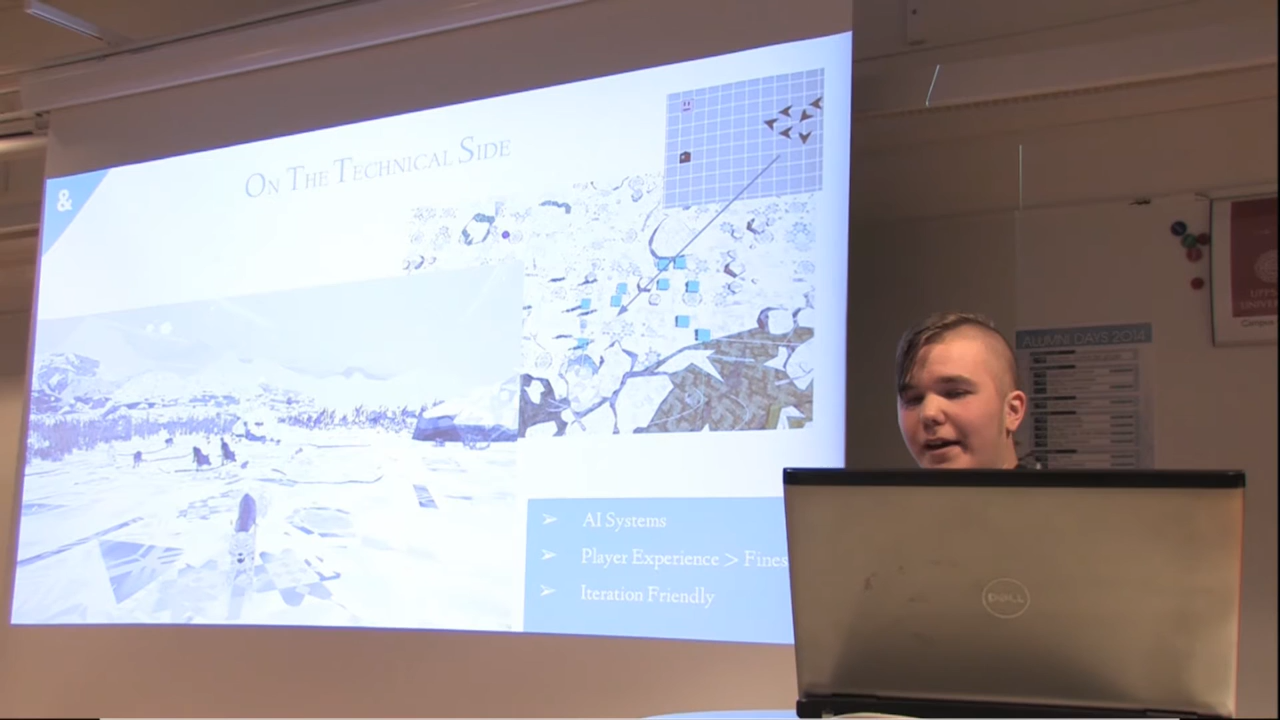 &
ON THE TECHNICAL SIDE
➢ AI Systems
➢ Player Experience > Fines
➢ Iteration Friendly
ALUMNI DAYS 2014
DELL